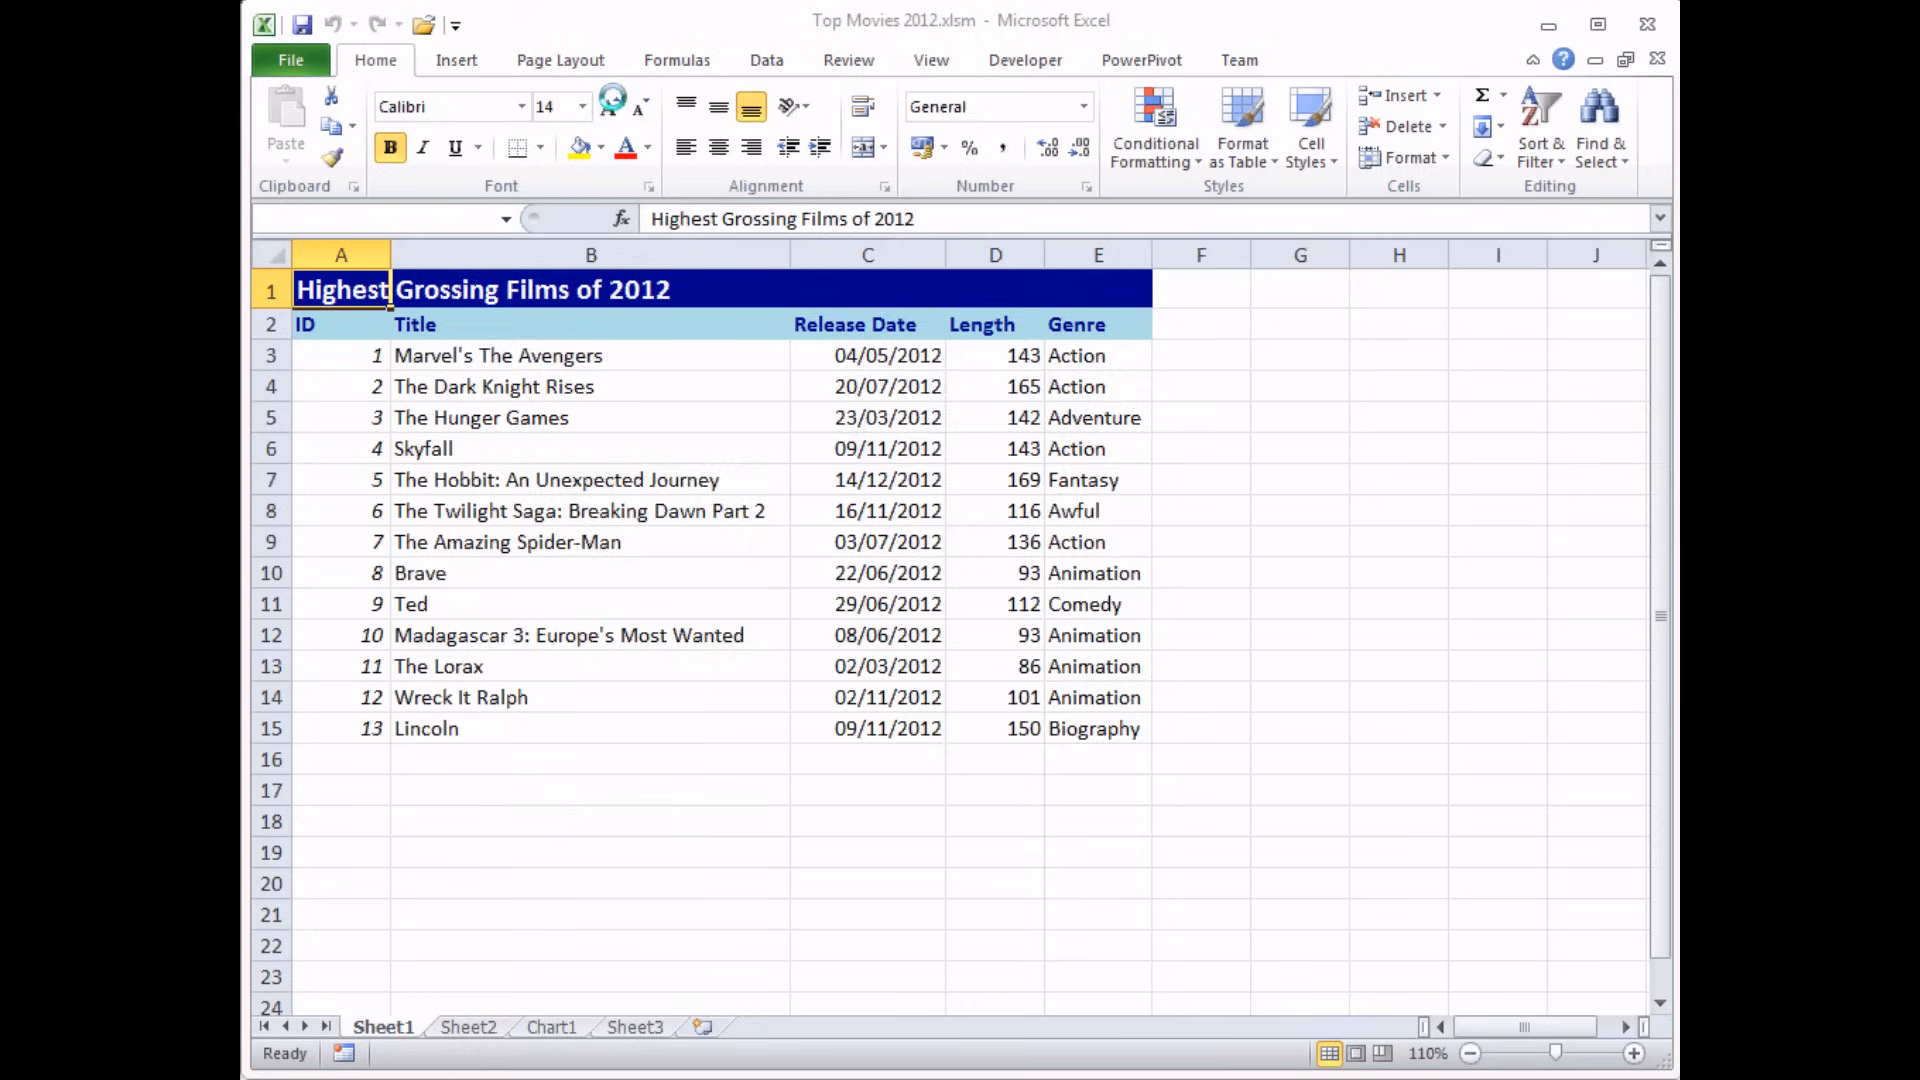 Top Movies 2012.xlsm - Microsoft Excel
File Home Insert Page Layout Formulas Data Review View Developer PowerPivot Team
Calibri 14 General
Paste
B I U
% ,
Conditional Formatting
Format as Table
Cell Styles
Insert
Delete
Format
Σ
Sort & Filter
Find & Select
Clipboard Font Alignment Number Styles Cells Editing
fx Highest Grossing Films of 2012
A B C D E F G H I J
1 Highest Grossing Films of 2012
2 ID Title Release Date Length Genre
3 1 Marvel's The Avengers 04/05/2012 143 Action
4 2 The Dark Knight Rises 20/07/2012 165 Action
5 3 The Hunger Games 23/03/2012 142 Adventure
6 4 Skyfall 09/11/2012 143 Action
7 5 The Hobbit: An Unexpected Journey 14/12/2012 169 Fantasy
8 6 The Twilight Saga: Breaking Dawn Part 2 16/11/2012 116 Awful
9 7 The Amazing Spider-Man 03/07/2012 136 Action
10 8 Brave 22/06/2012 93 Animation
11 9 Ted 29/06/2012 112 Comedy
12 10 Madagascar 3: Europe's Most Wanted 08/06/2012 93 Animation
13 11 The Lorax 02/03/2012 86 Animation
14 12 Wreck It Ralph 02/11/2012 101 Animation
15 13 Lincoln 09/11/2012 150 Biography
16
17
18
19
20
21
22
23
24
Sheet1 Sheet2 Chart1 Sheet3
Ready 110%